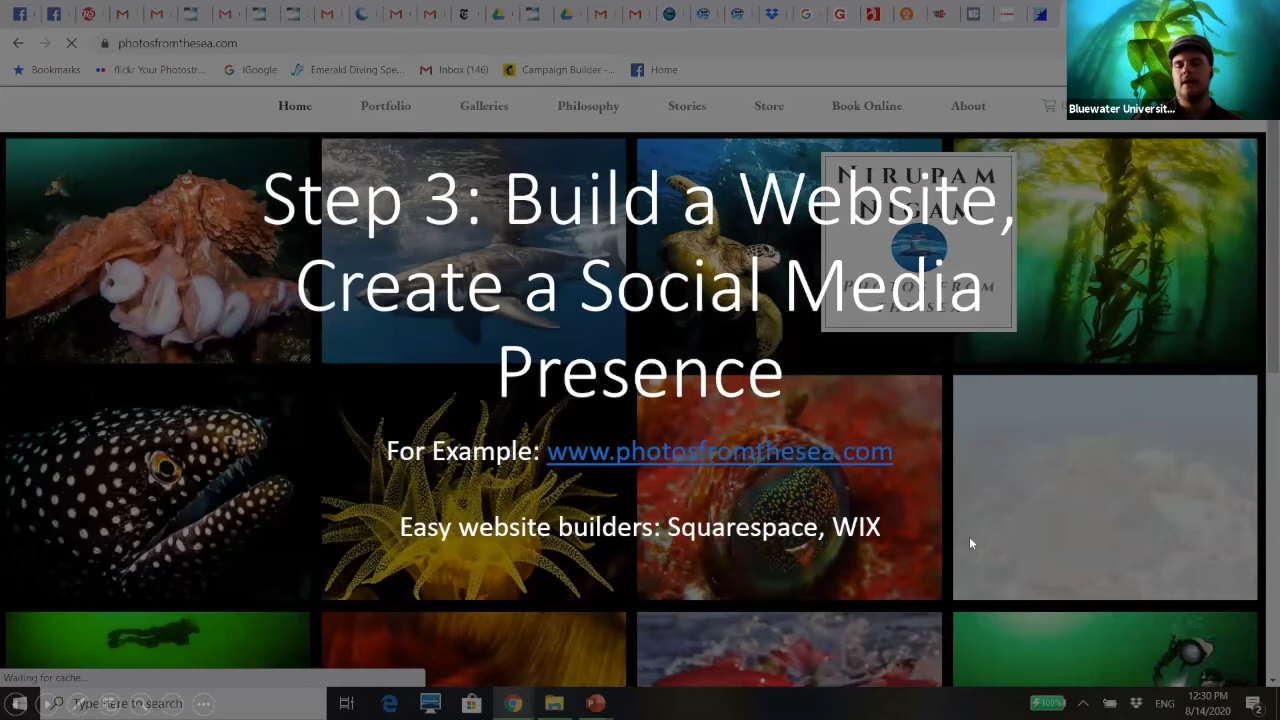 photosfromthesea.com
Bookmarks
flickr Your Photostr...
iGoogle
Emerald Diving Spe...
Inbox (146)
Campaign Builder -...
Home
Bluewater Universit...
Home
Portfolio
Galleries
Philosophy
Stories
Store
Book Online
About
NIRUPAM
NIGAM
PHOTOS FROM
THE SEA
Step 3: Build a Website,
Create a Social Media
Presence
For Example: www.photosfromthesea.com
Easy website builders: Squarespace, WIX
Waiting for cache...
Type here to search
100%
ENG
12:30 PM
8/14/2020
2